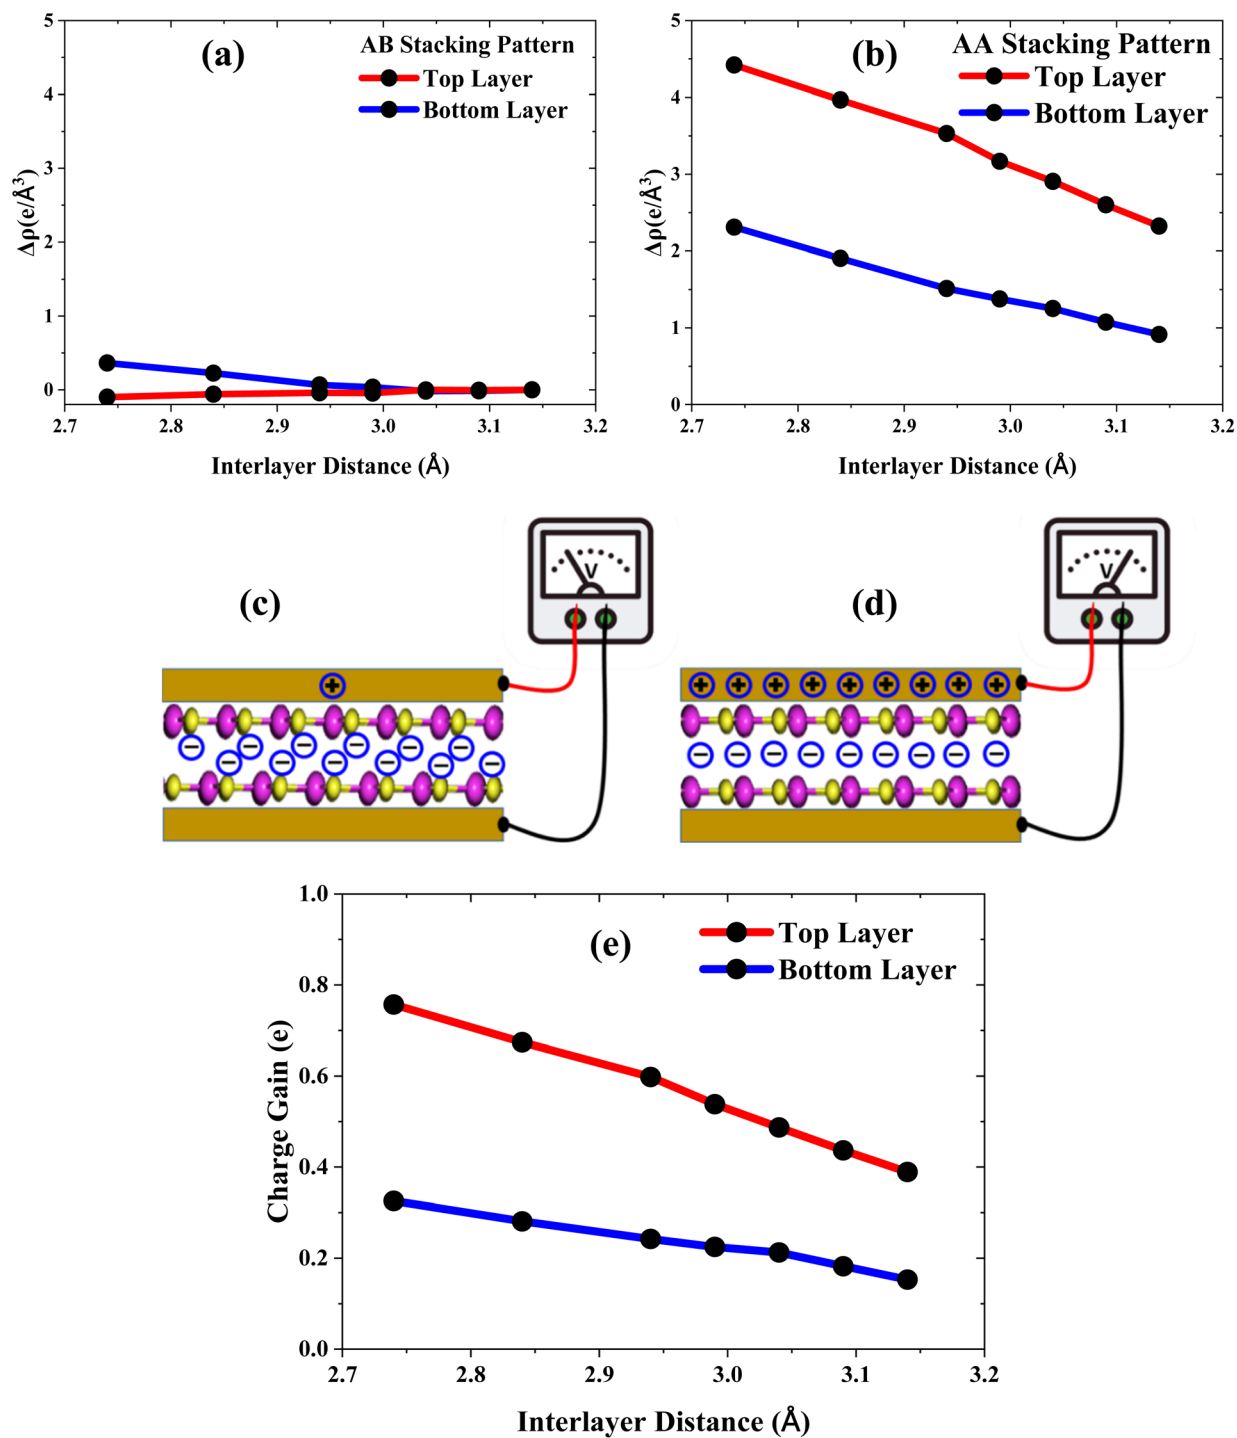 (a)
AB Stacking Pattern
Top Layer
Bottom Layer
5
4
3
2
1
0
Δρ(e/Å³)
2.7 2.8 2.9 3.0 3.1 3.2
Interlayer Distance (Å)
(b)
AA Stacking Pattern
Top Layer
Bottom Layer
5
4
3
2
1
0
Δρ(e/Å³)
2.7 2.8 2.9 3.0 3.1 3.2
Interlayer Distance (Å)
(c)
V
(d)
V
(e)
Top Layer
Bottom Layer
1.0
0.8
0.6
0.4
0.2
0.0
Charge Gain (e)
2.7 2.8 2.9 3.0 3.1 3.2
Interlayer Distance (Å)